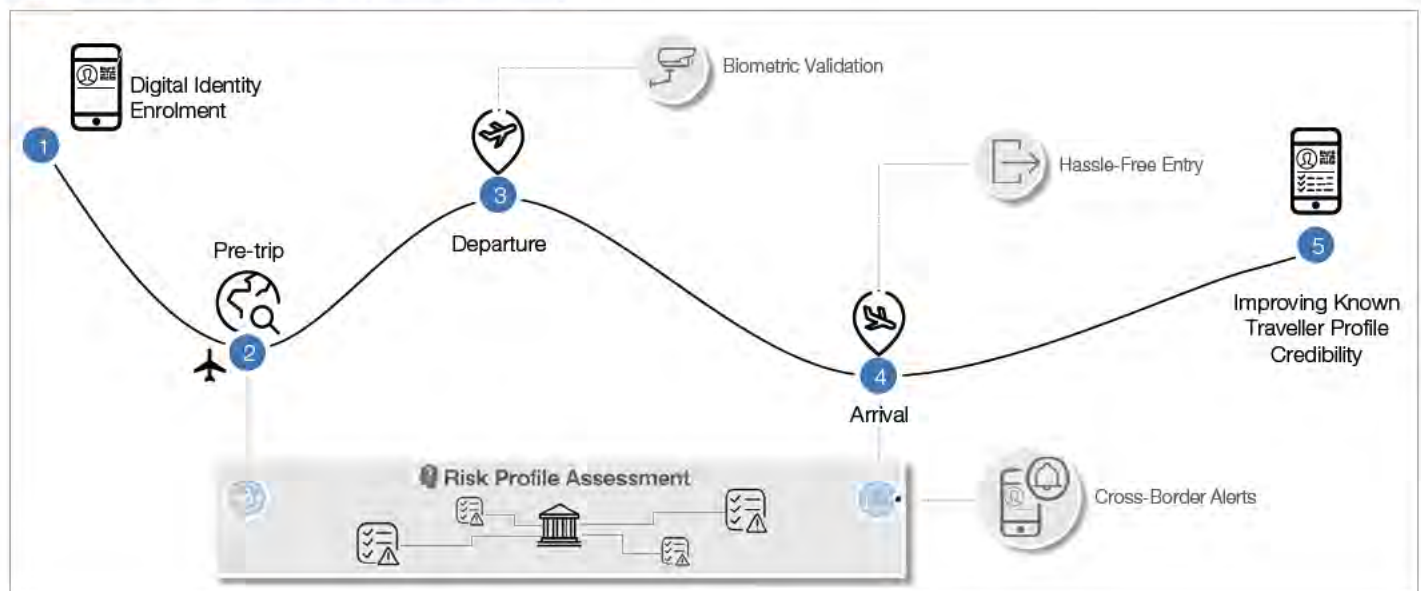 1
Digital Identity
Enrolment
Pre-trip
2
3
Departure
Biometric Validation
4
Arrival
Hassle-Free Entry
5
Improving Known
Traveller Profile
Credibility
Risk Profile Assessment
Cross-Border Alerts